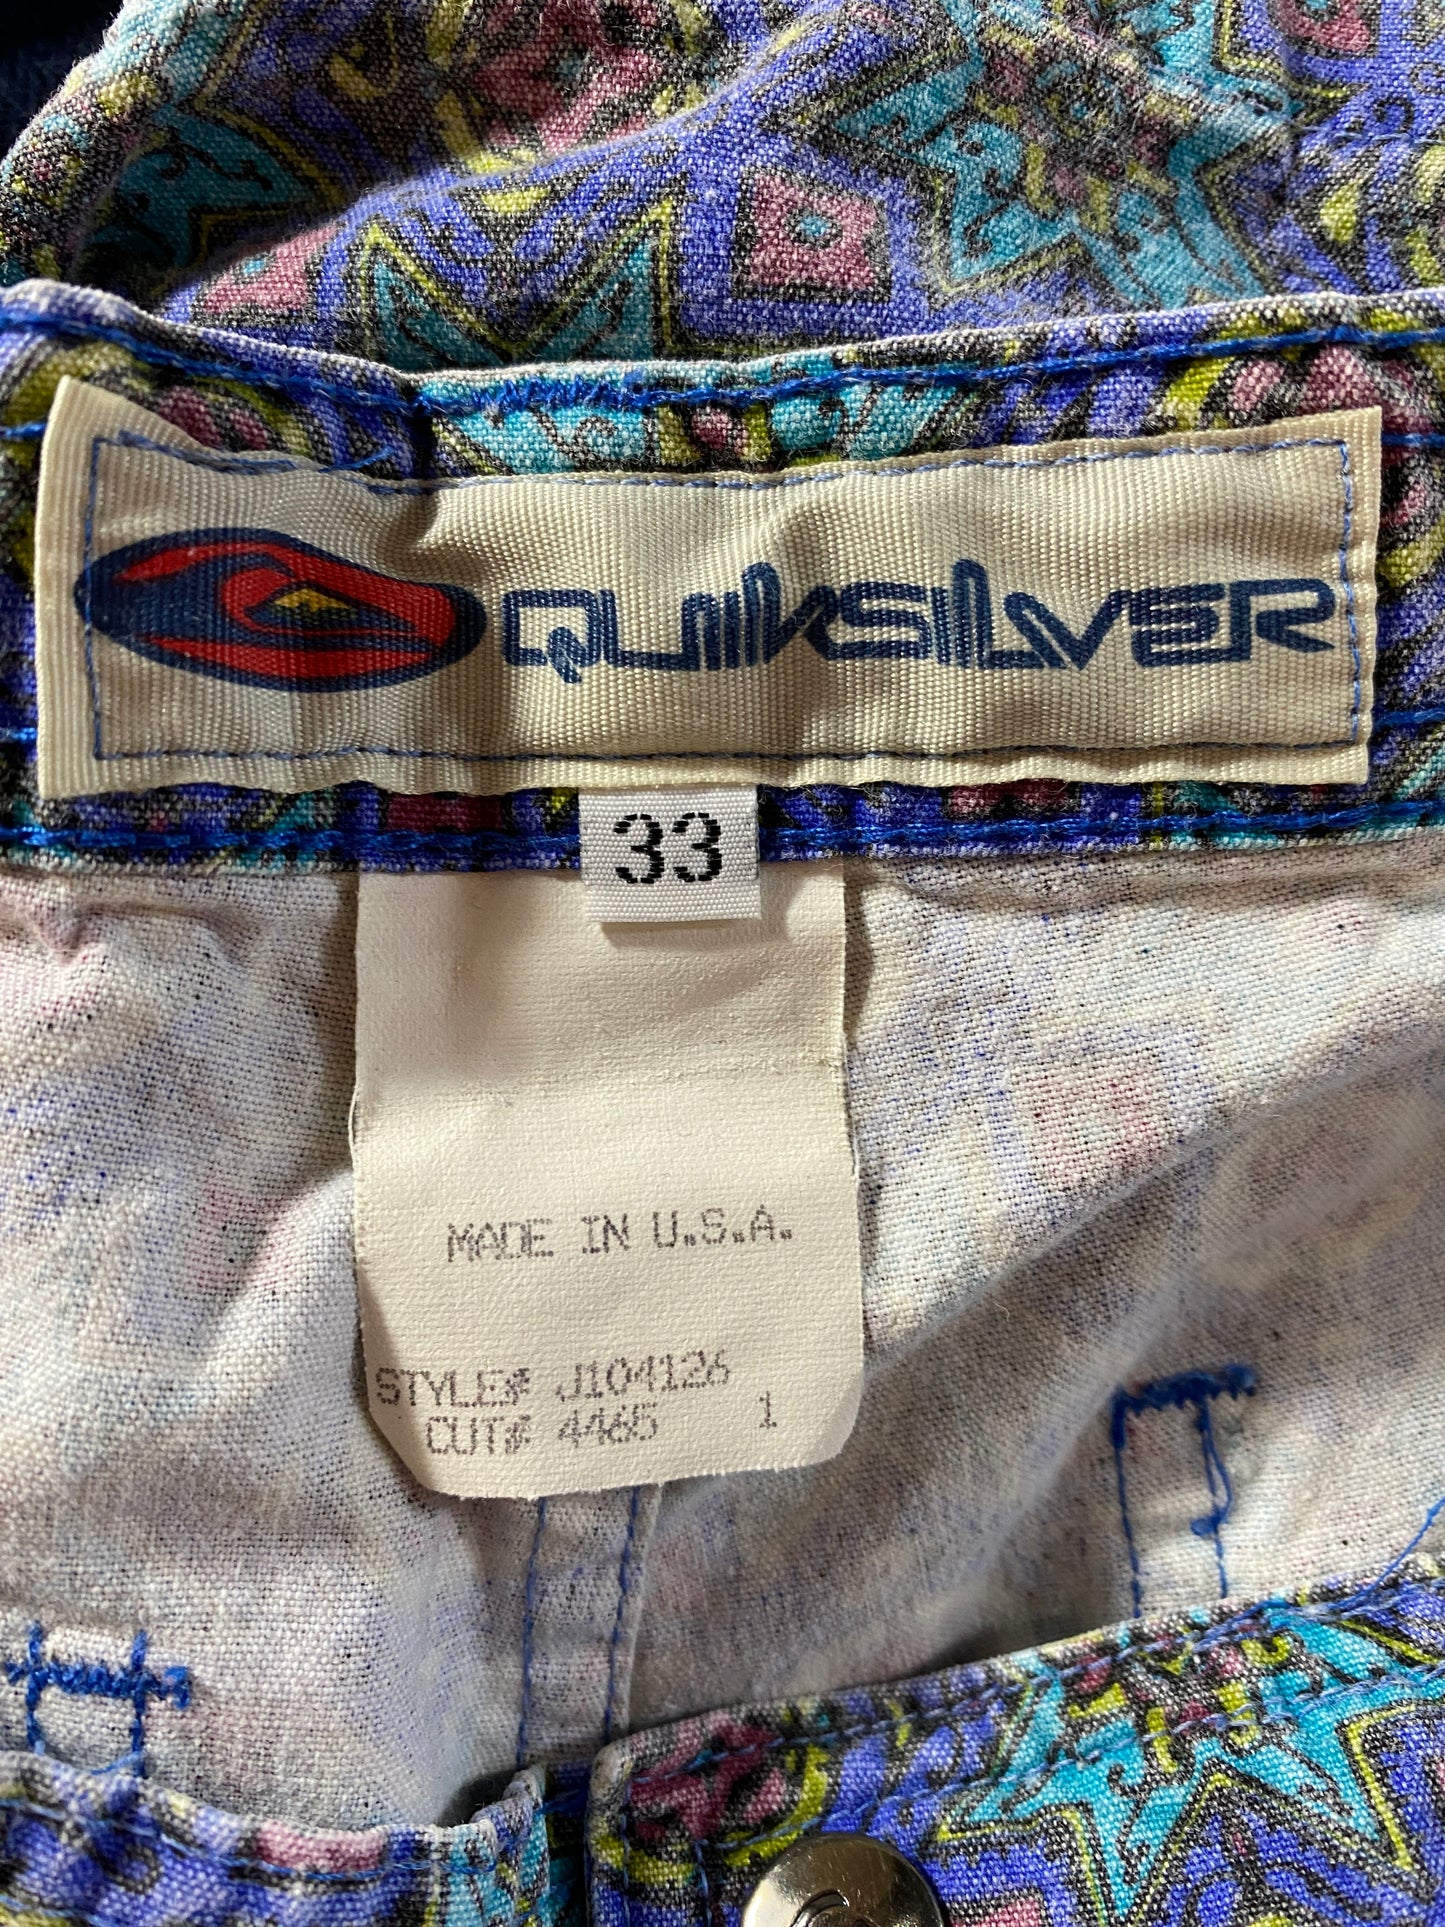 QUIKSILVER
33
MADE IN U.S.A.
STYLE# J104126
CUT# 4465 1